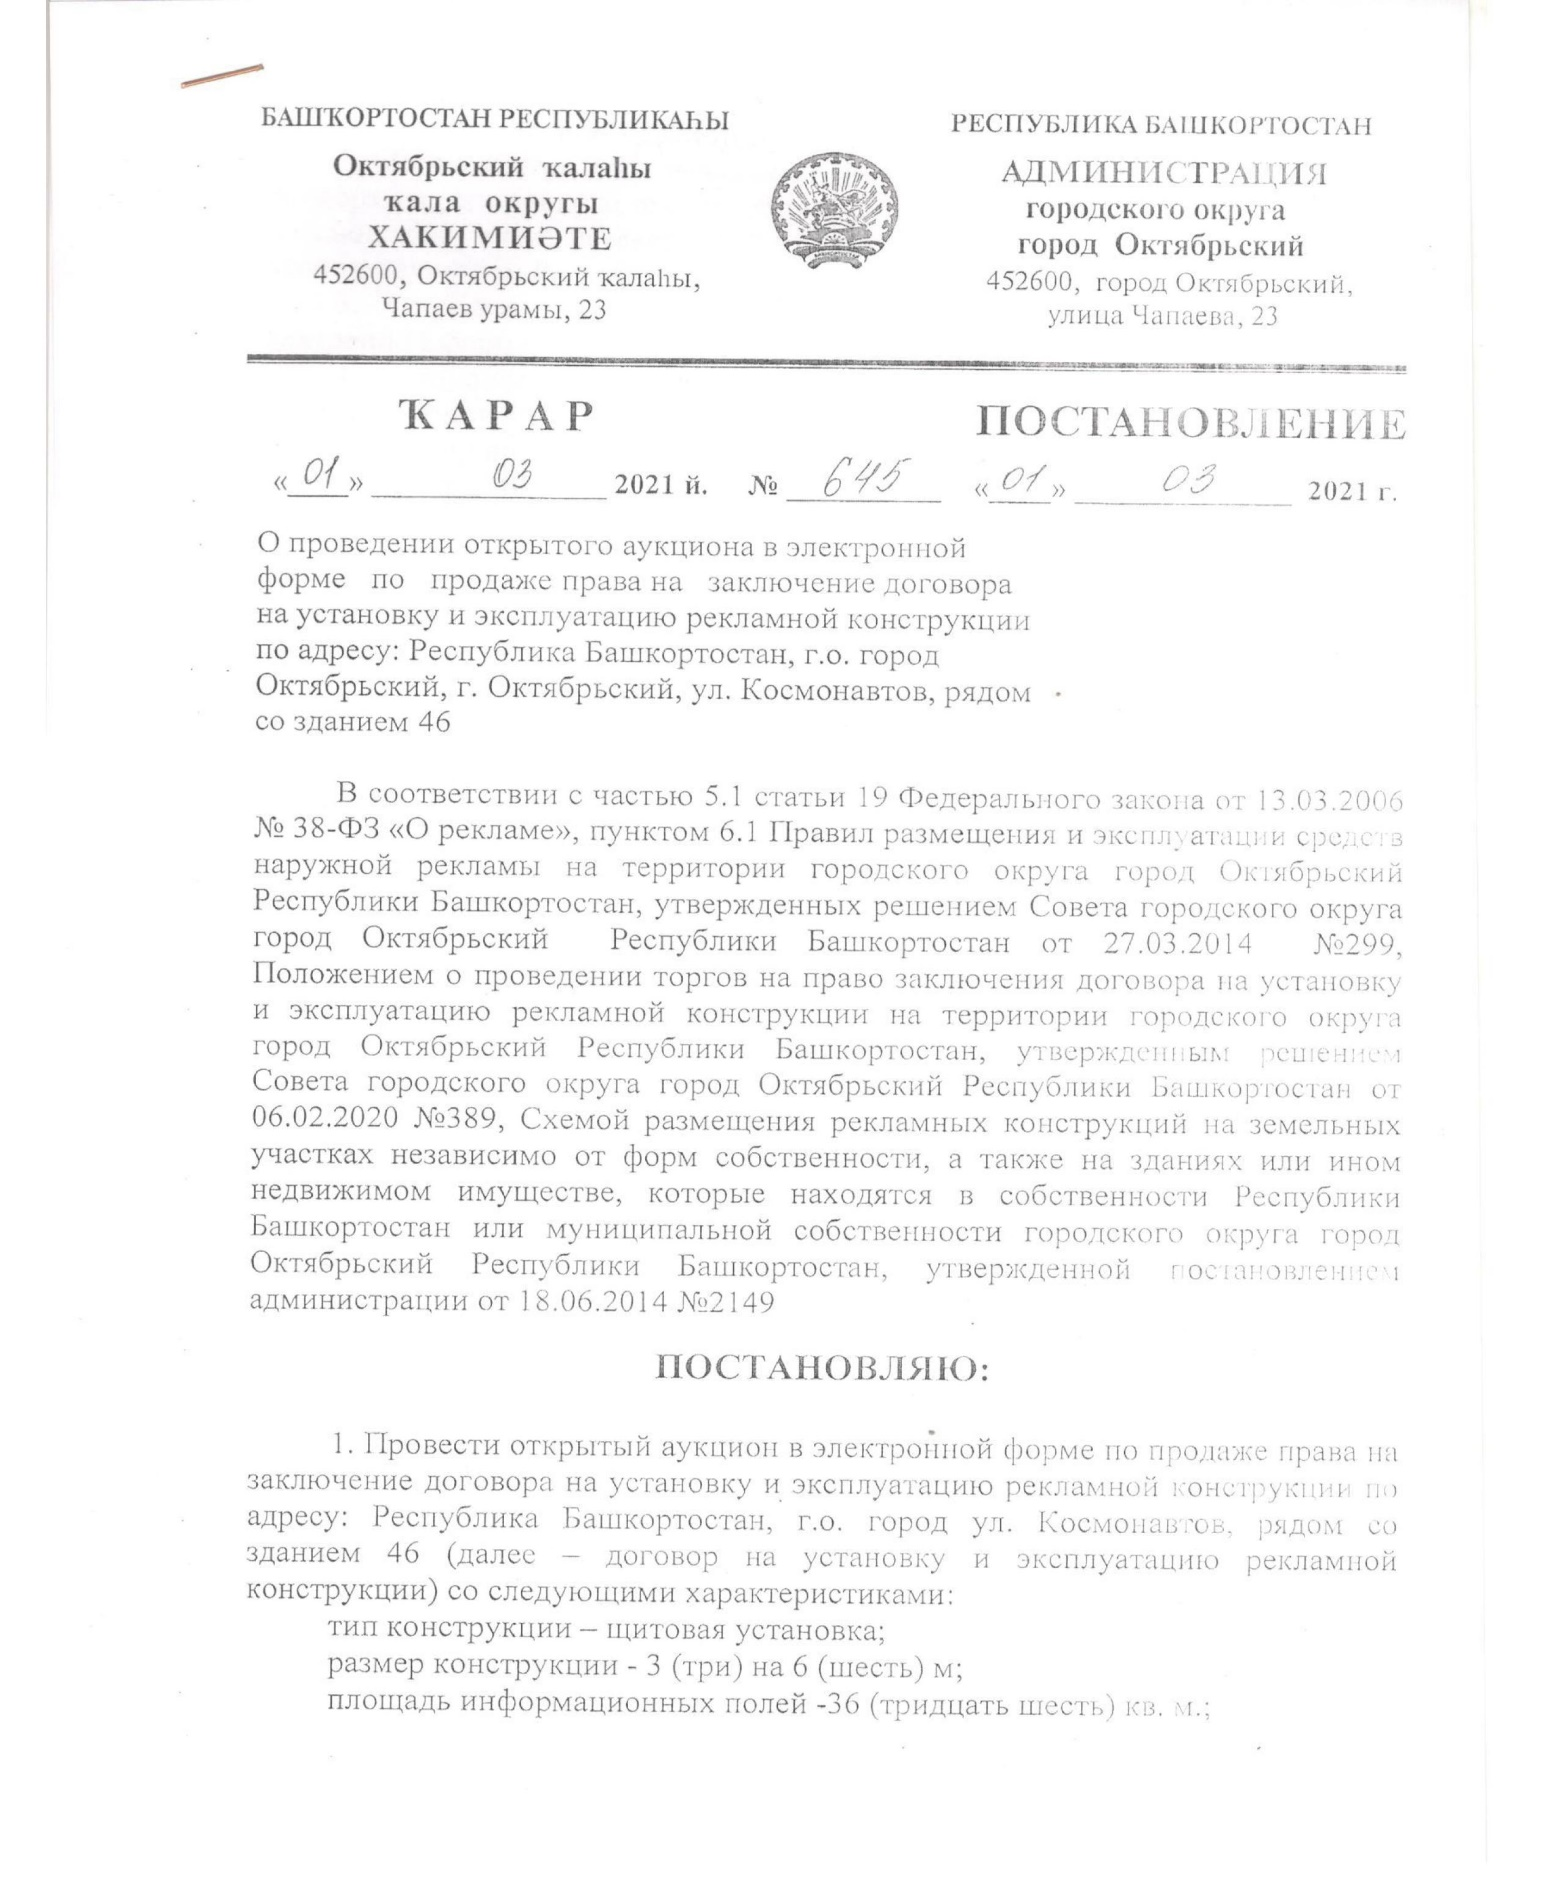 БАШҠОРТОСТАН РЕСПУБЛИКАҺЫ
Октябрьский ҡалаһы
ҡала округы
ХАКИМИӘТЕ
452600, Октябрьский ҡалаһы,
Чапаев урамы, 23
РЕСПУБЛИКА БАШКОРТОСТАН
АДМИНИСТРАЦИЯ
городского округа
город Октябрьский
452600, город Октябрьский,
улица Чапаева, 23
ҠАРАР
ПОСТАНОВЛЕНИЕ
«01» 03 2021 й. № 645 «01» 03 2021 г.
О проведении открытого аукциона в электронной
форме по продаже права на заключение договора
на установку и эксплуатацию рекламной конструкции
по адресу: Республика Башкортостан, г.о. город
Октябрьский, г. Октябрьский, ул. Космонавтов, рядом
со зданием 46
В соответствии с частью 5.1 статьи 19 Федерального закона от 13.03.2006
№ 38-ФЗ «О рекламе», пунктом 6.1 Правил размещения и эксплуатации средств
наружной рекламы на территории городского округа город Октябрьский
Республики Башкортостан, утвержденных решением Совета городского округа
город Октябрьский Республики Башкортостан от 27.03.2014 №299,
Положением о проведении торгов на право заключения договора на установку
и эксплуатацию рекламной конструкции на территории городского округа
город Октябрьский Республики Башкортостан, утвержденным решением
Совета городского округа город Октябрьский Республики Башкортостан от
06.02.2020 №389, Схемой размещения рекламных конструкций на земельных
участках независимо от форм собственности, а также на зданиях или ином
недвижимом имуществе, которые находятся в собственности Республики
Башкортостан или муниципальной собственности городского округа город
Октябрьский Республики Башкортостан, утвержденной постановлением
администрации от 18.06.2014 №2149
ПОСТАНОВЛЯЮ:
1. Провести открытый аукцион в электронной форме по продаже права на
заключение договора на установку и эксплуатацию рекламной конструкции по
адресу: Республика Башкортостан, г.о. город ул. Космонавтов, рядом со
зданием 46 (далее – договор на установку и эксплуатацию рекламной
конструкции) со следующими характеристиками:
тип конструкции – щитовая установка;
размер конструкции - 3 (три) на 6 (шесть) м;
площадь информационных полей -36 (тридцать шесть) кв. м.;